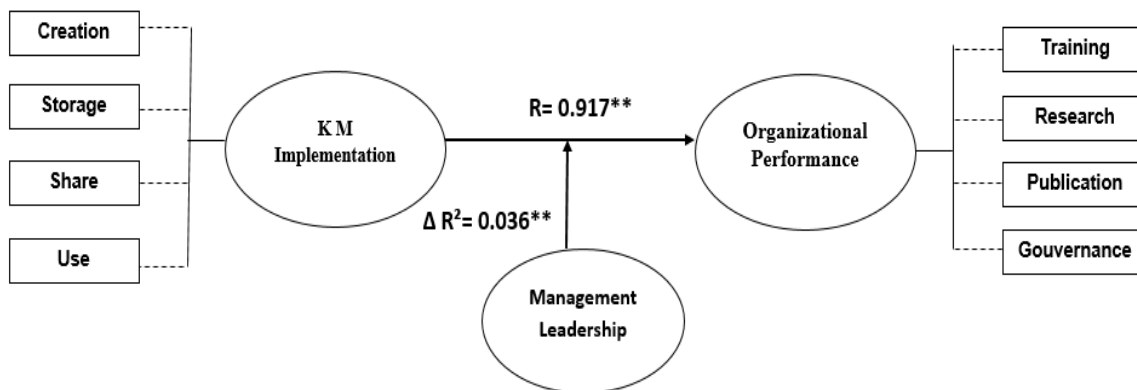 Creation
Storage
Share
Use
K M
Implementation
R= 0.917**
Δ R²= 0.036**
Management
Leadership
Organizational
Performance
Training
Research
Publication
Gouvernance